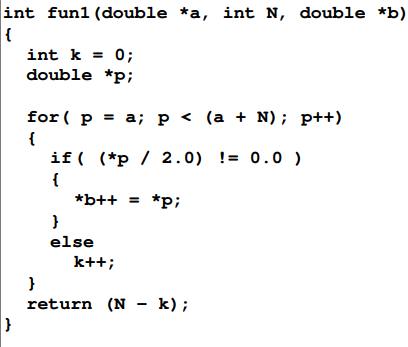 int fun1(double *a, int N, double *b)
{
int k = 0;
double *p;
for( p = a; p < (a + N); p++)
{
if( (*p / 2.0) != 0.0 )
{
*b++ = *p;
}
else
k++;
}
return (N - k);
}